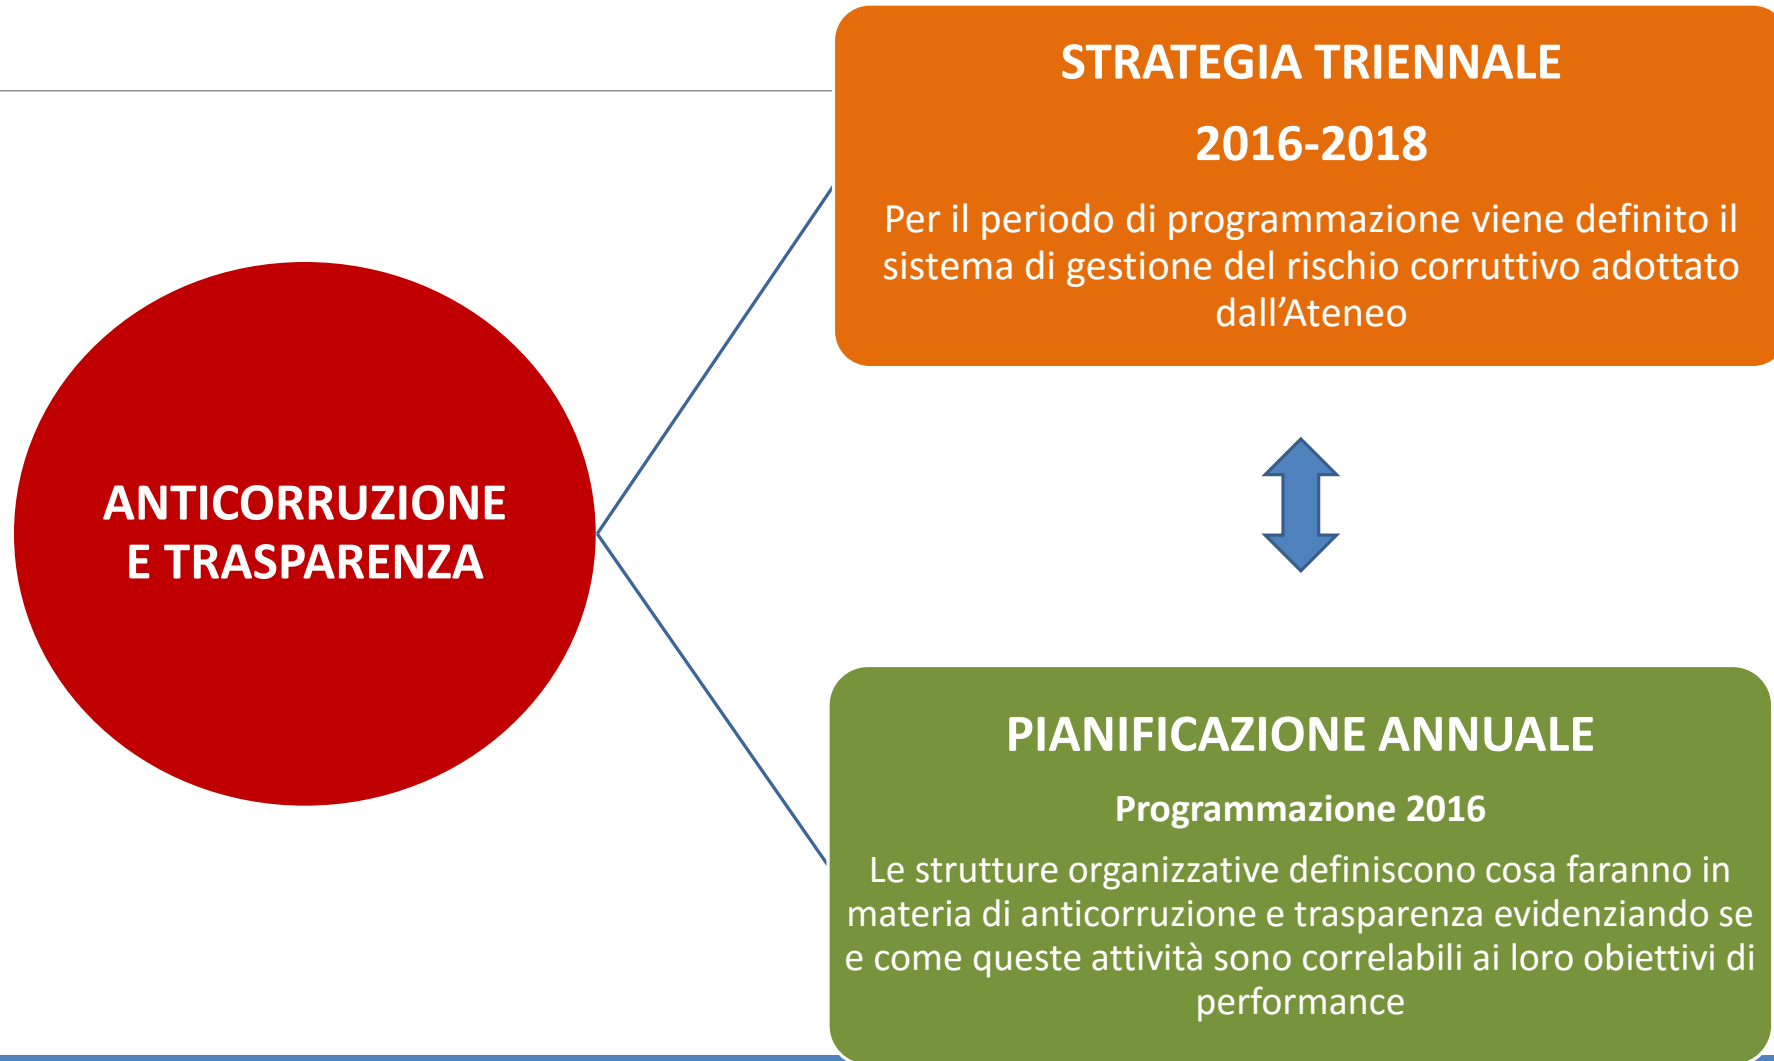 STRATEGIA TRIENNALE
2016-2018
Per il periodo di programmazione viene definito il
sistema di gestione del rischio corruttivo adottato
dall’Ateneo
ANTICORRUZIONE
E TRASPARENZA
PIANIFICAZIONE ANNUALE
Programmazione 2016
Le strutture organizzative definiscono cosa faranno in
materia di anticorruzione e trasparenza evidenziando se
e come queste attività sono correlabili ai loro obiettivi di
performance